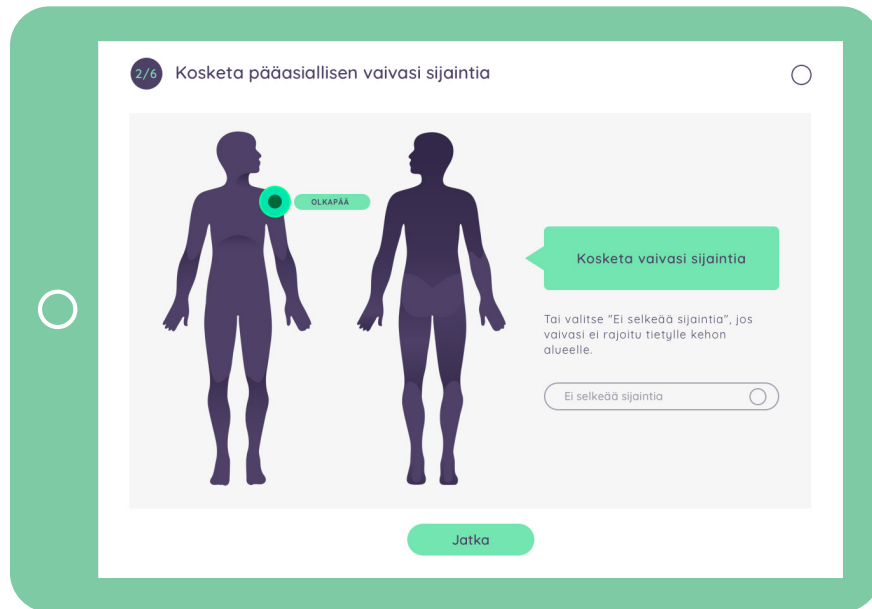 2/6
Kosketa pääasiallisen vaivasi sijaintia
OLKAPÄÄ
Kosketa vaivasi sijaintia
Tai valitse "Ei selkeää sijaintia", jos
vaivasi ei rajoitu tietylle kehon
alueelle.
Ei selkeää sijaintia
Jatka